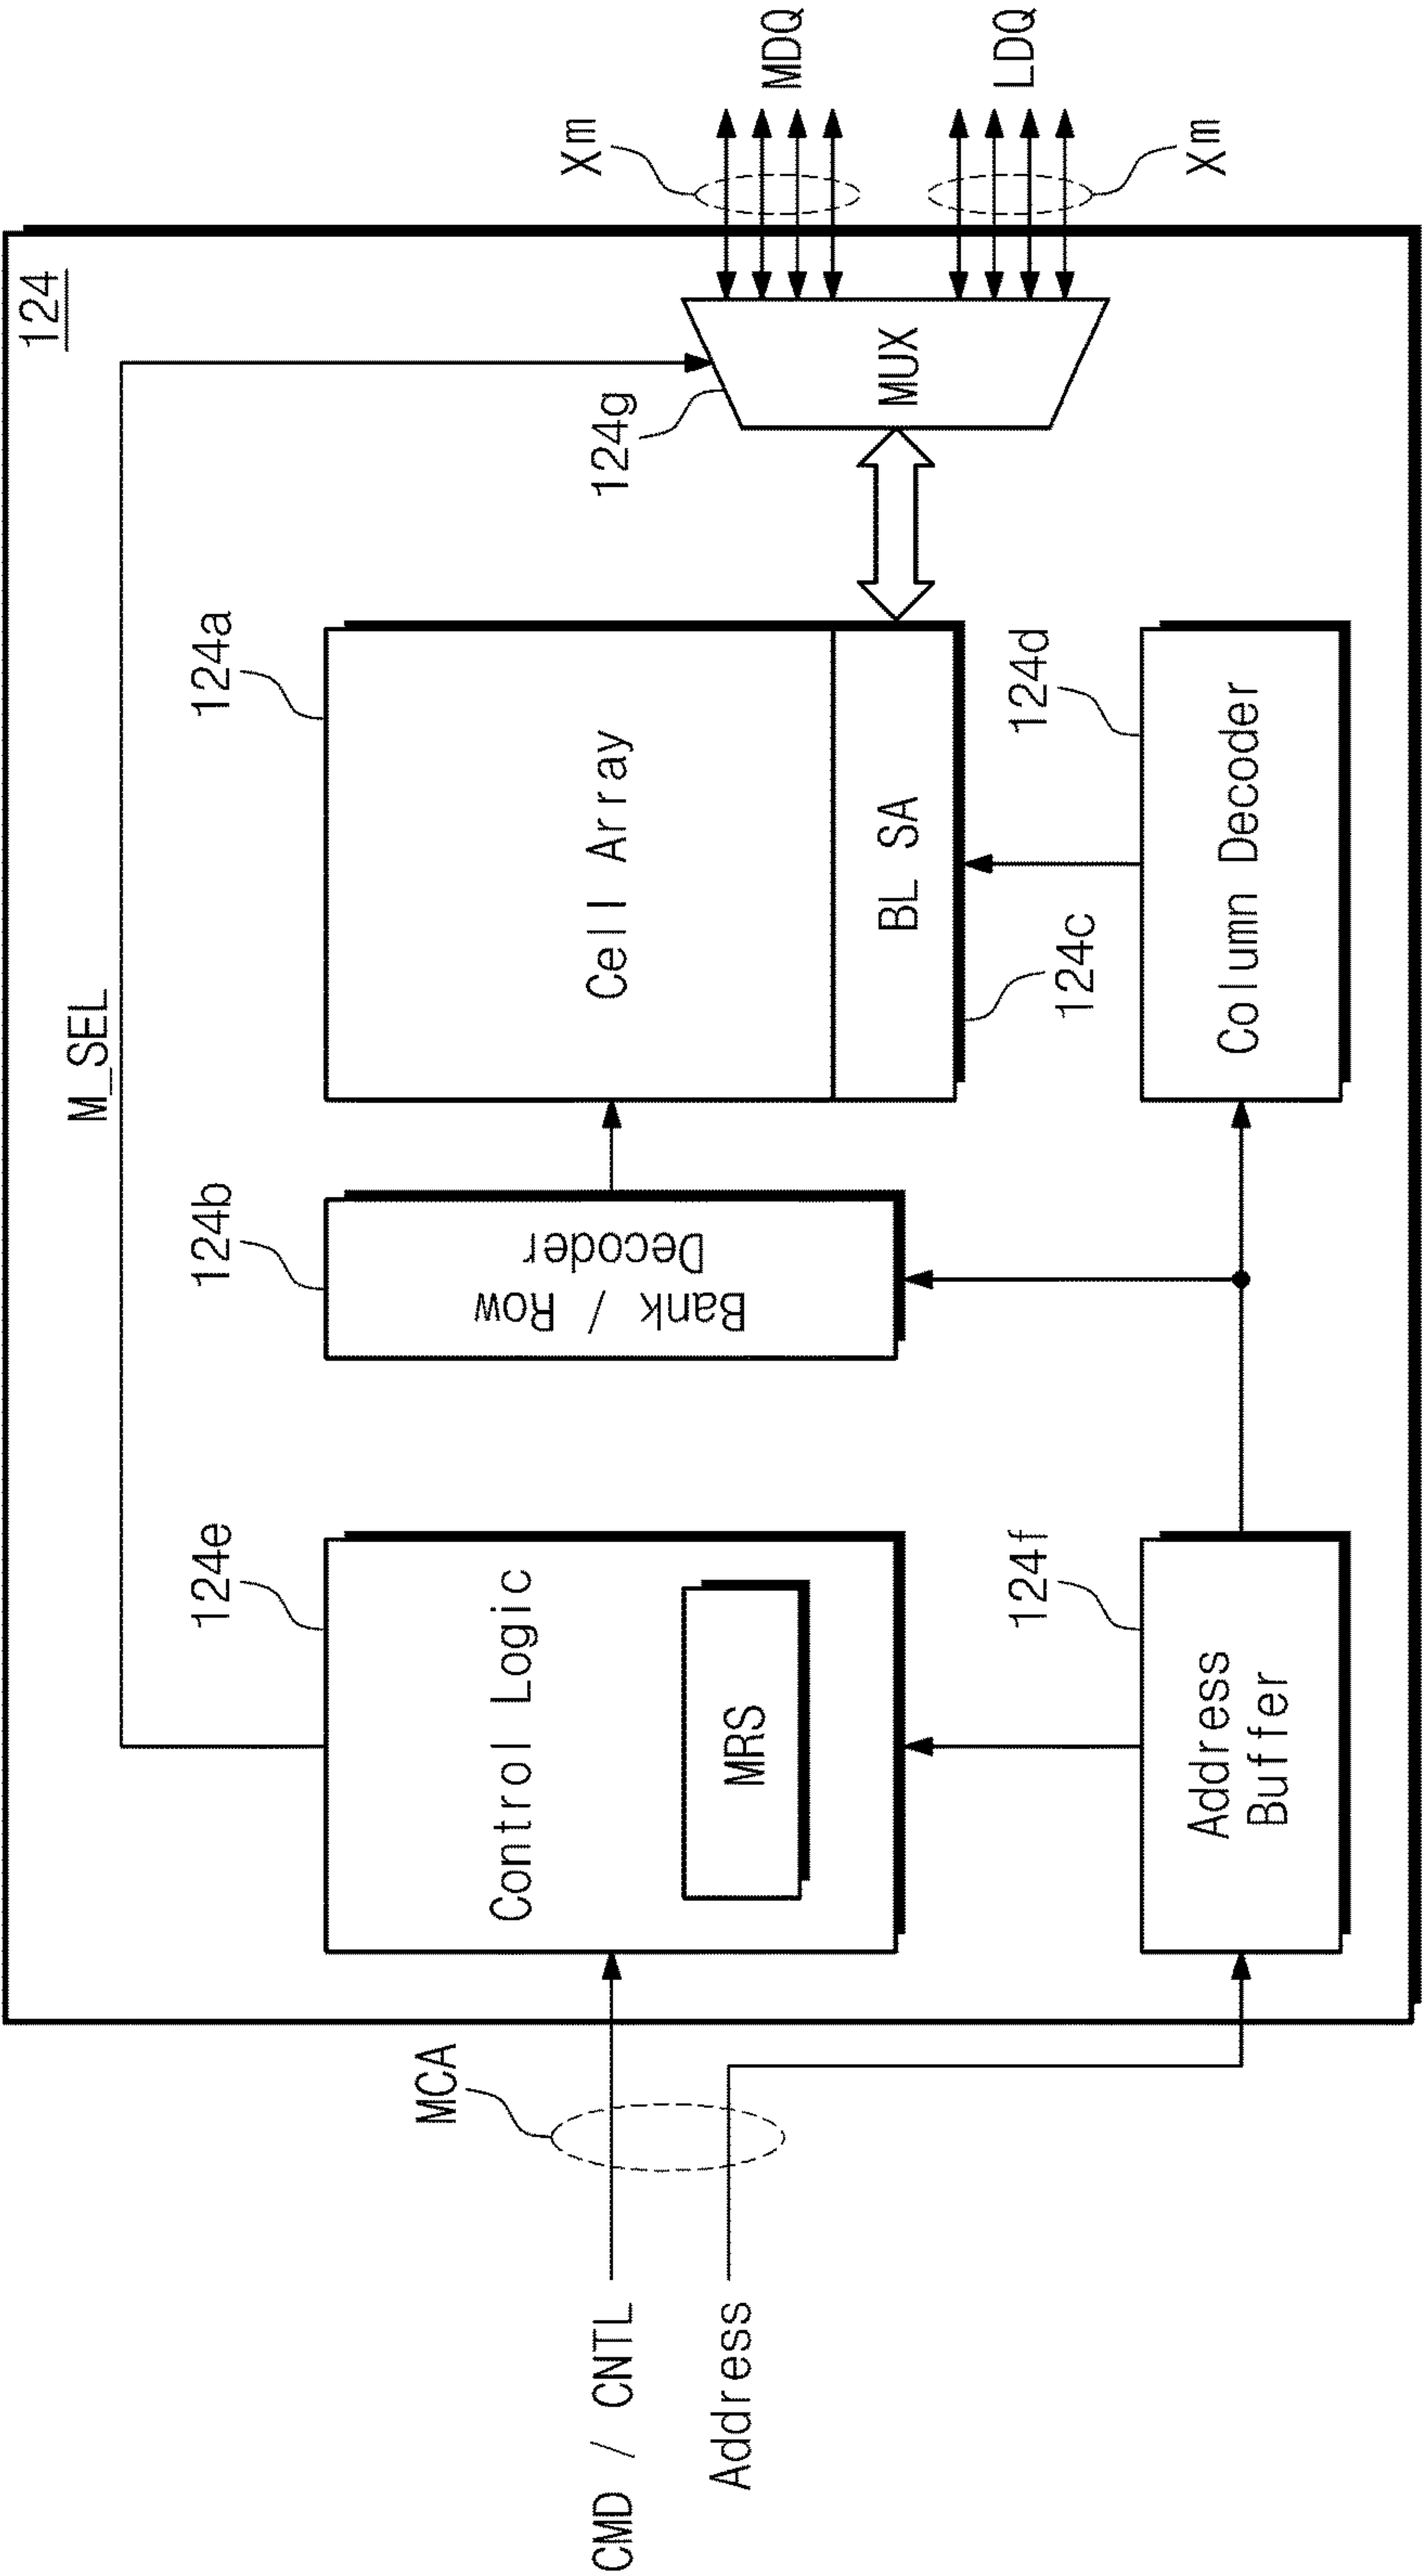 124
M_SEL
124e
124b
124a
124g
Control Logic
MRS
Bank / Row
Decoder
Cell Array
BL SA
MUX
Xm
MDQ
LDQ
Xm
MCA
CMD / CNTL
Address
124f
124c
124d
Address
Buffer
Column Decoder